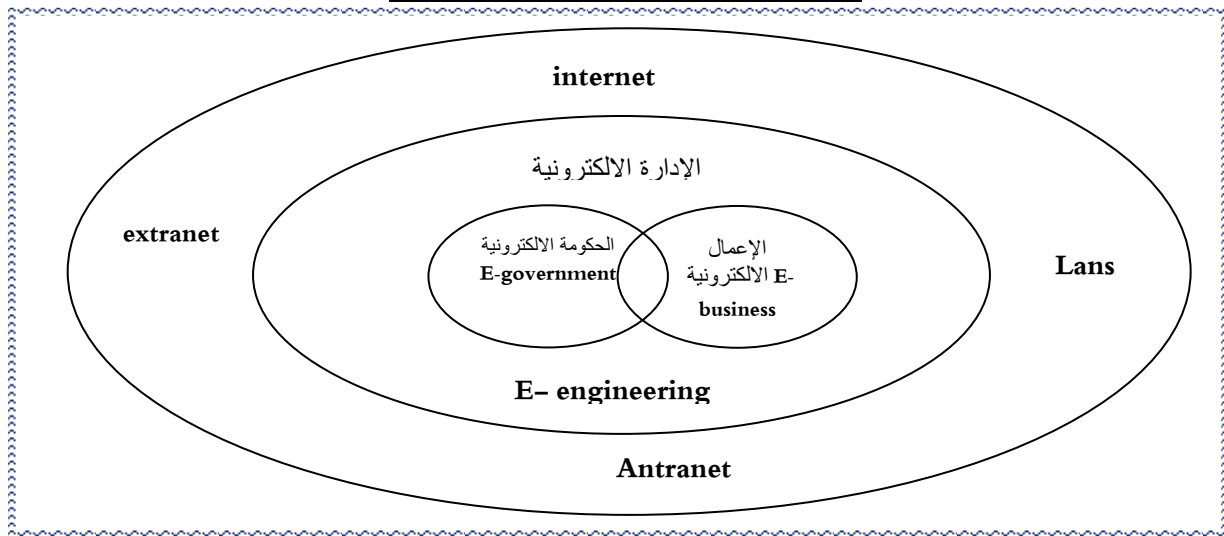 internet
الإدارة الالكترونية
extranet
الحكومة الالكترونية
E-government
الإعمال
الالكترونية E-
business
Lans
E– engineering
Antranet